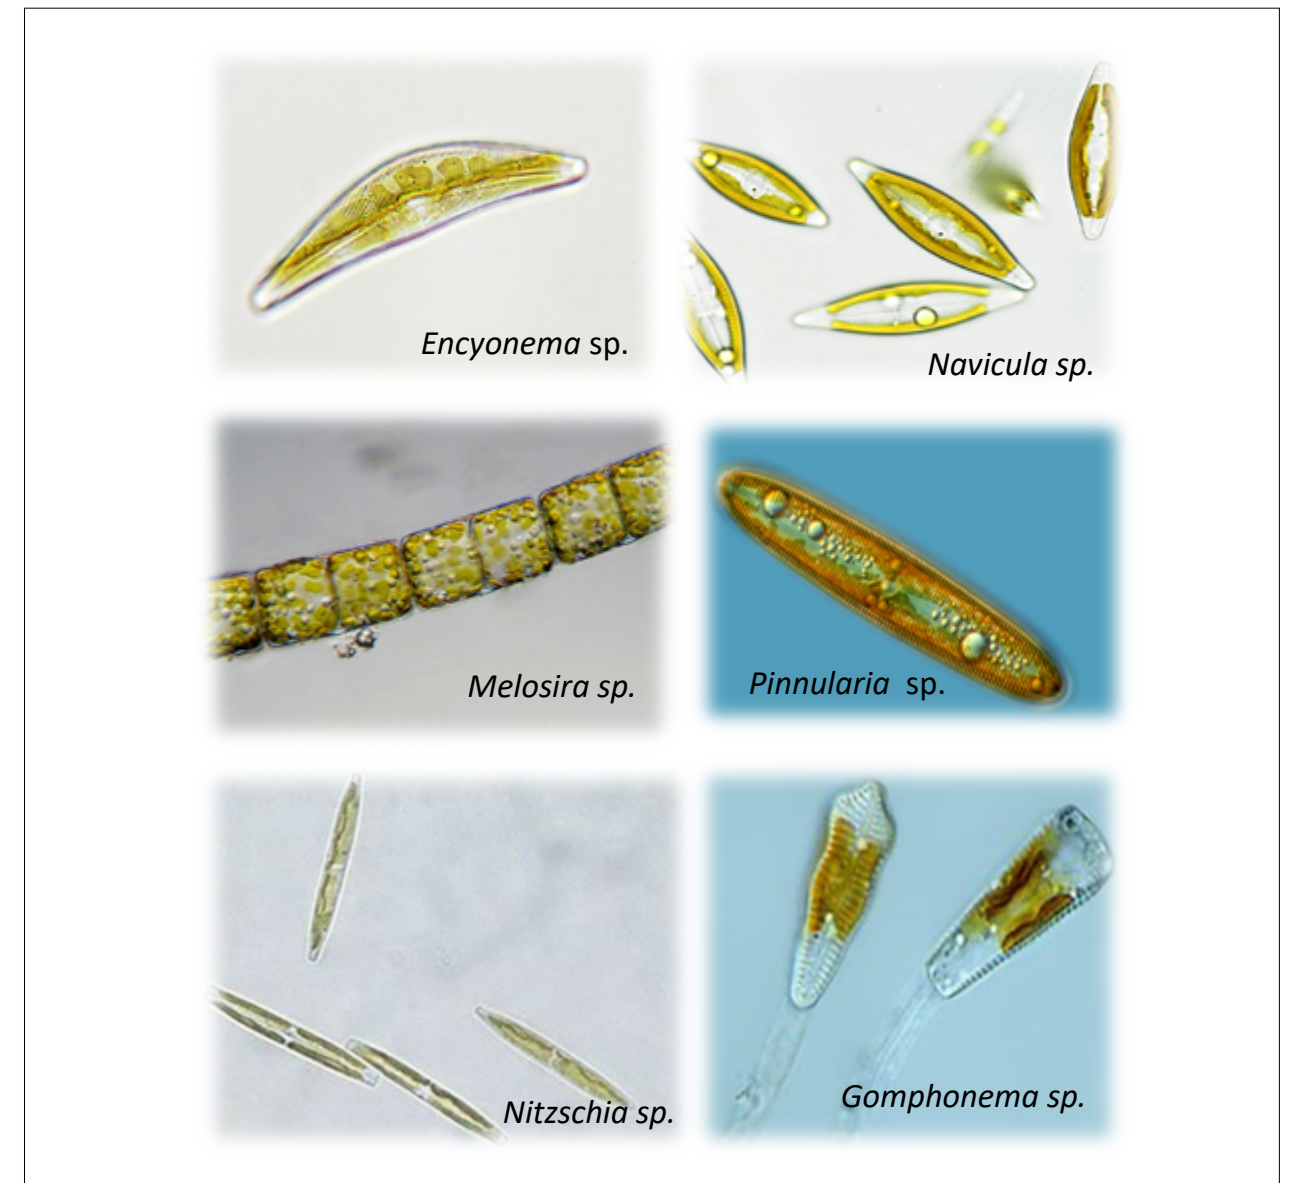 Encyonema sp.
Navicula sp.
Melosira sp.
Pinnularia sp.
Nitzschia sp.
Gomphonema sp.